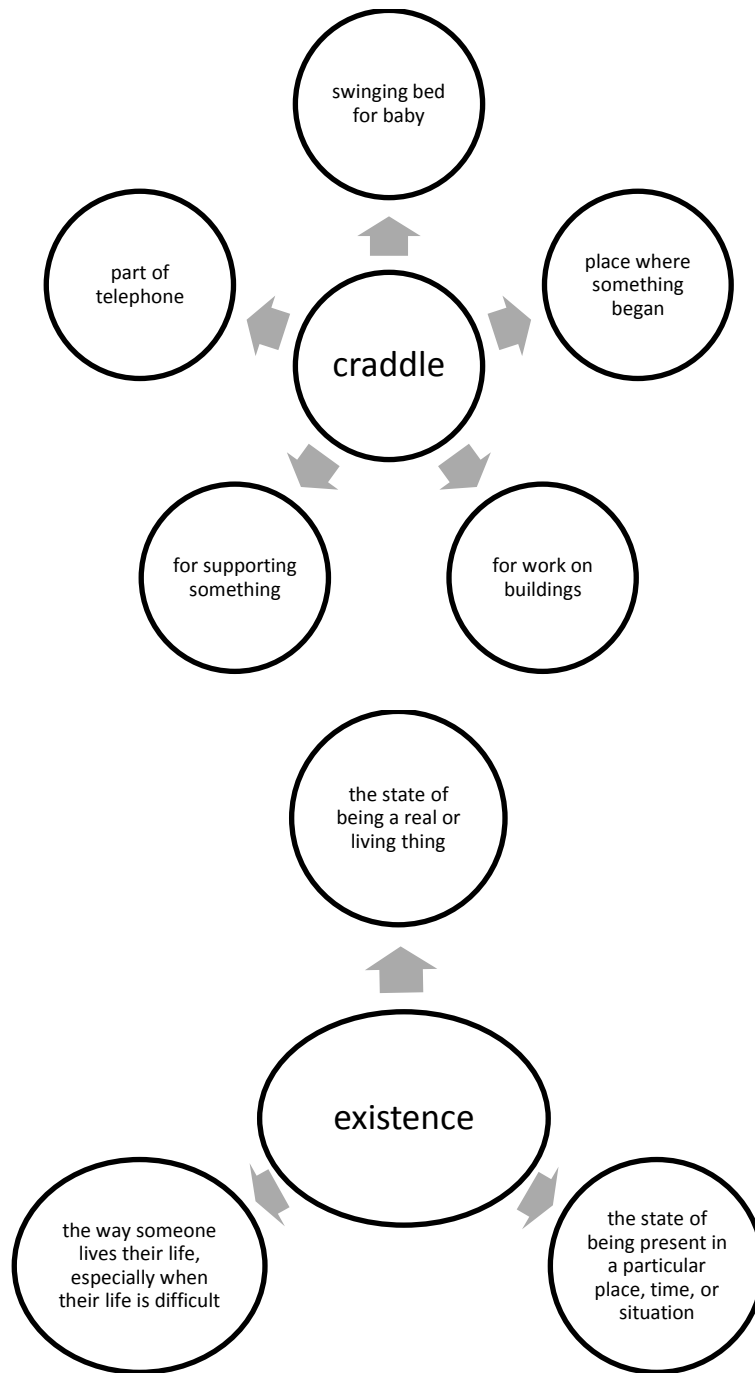 swinging bed
for baby
part of
telephone
place where
something
began
craddle
for supporting
something
for work on
buildings
the state of
being a real or
living thing
existence
the way someone
lives their life,
especially when
their life is difficult
the state of
being present in
a particular
place, time, or
situation